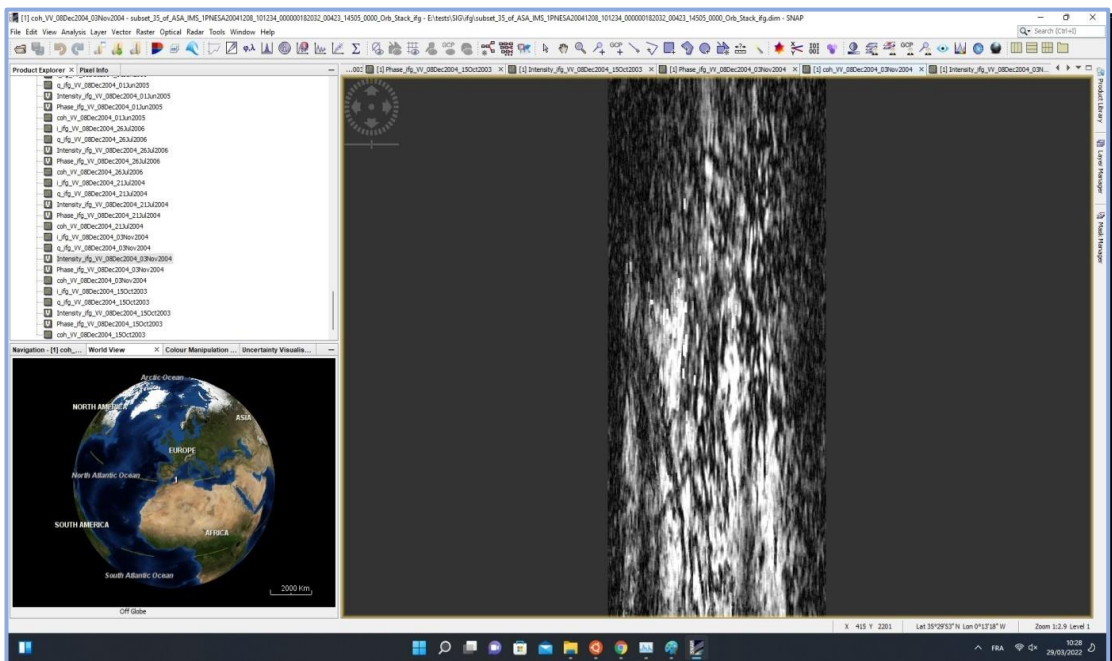 [1] coh_VV_08Dec2004_03Nov2004 - subset_35_of_ASA_IMS_1PNESA20041208_101234_000000182032_00423_14505_0000_Orb_Stack_ifg - E:\tests\SIG\ifg\subset_35_of_ASA_IMS_1PNESA20041208_101234_000000182032_00423_14505_0000_Orb_Stack_ifg.dim - SNAP
File Edit View Analysis Layer Vector Raster Optical Radar Tools Window Help
Search (Ctrl+I)
Product Explorer × Pixel Info
...003 [1] Phase_ifg_VV_08Dec2004_15Oct2003 × [1] Intensity_ifg_VV_08Dec2004_15Oct2003 × [1] Phase_ifg_VV_08Dec2004_03Nov2004 × [1] coh_VV_08Dec2004_03Nov2004 × [1] Intensity_ifg_VV_08Dec2004_03N...
q_ifg_VV_08Dec2004_01Jun2005
Intensity_ifg_VV_08Dec2004_01Jun2005
Phase_ifg_VV_08Dec2004_01Jun2005
coh_VV_08Dec2004_01Jun2005
i_ifg_VV_08Dec2004_26Jul2006
q_ifg_VV_08Dec2004_26Jul2006
Intensity_ifg_VV_08Dec2004_26Jul2006
Phase_ifg_VV_08Dec2004_26Jul2006
coh_VV_08Dec2004_26Jul2006
i_ifg_VV_08Dec2004_21Jul2004
q_ifg_VV_08Dec2004_21Jul2004
Intensity_ifg_VV_08Dec2004_21Jul2004
Phase_ifg_VV_08Dec2004_21Jul2004
coh_VV_08Dec2004_21Jul2004
i_ifg_VV_08Dec2004_03Nov2004
q_ifg_VV_08Dec2004_03Nov2004
Intensity_ifg_VV_08Dec2004_03Nov2004
Phase_ifg_VV_08Dec2004_03Nov2004
coh_VV_08Dec2004_03Nov2004
i_ifg_VV_08Dec2004_15Oct2003
q_ifg_VV_08Dec2004_15Oct2003
Intensity_ifg_VV_08Dec2004_15Oct2003
Phase_ifg_VV_08Dec2004_15Oct2003
coh_VV_08Dec2004_15Oct2003
Product Library
Layer Manager
Mask Manager
Navigation - [1] coh_... World View × Colour Manipulation ... Uncertainty Visualis...
Arctic Ocean
NORTH AMERICA
ASIA
EUROPE
North Atlantic Ocean
1
SOUTH AMERICA
AFRICA
South Atlantic Ocean
2000 Km
Off Globe
X 415 Y 2201 Lat 35°29'53" N Lon 0°13'18" W Zoom 1:2.9 Level 1
FRA
10:28
29/03/2022